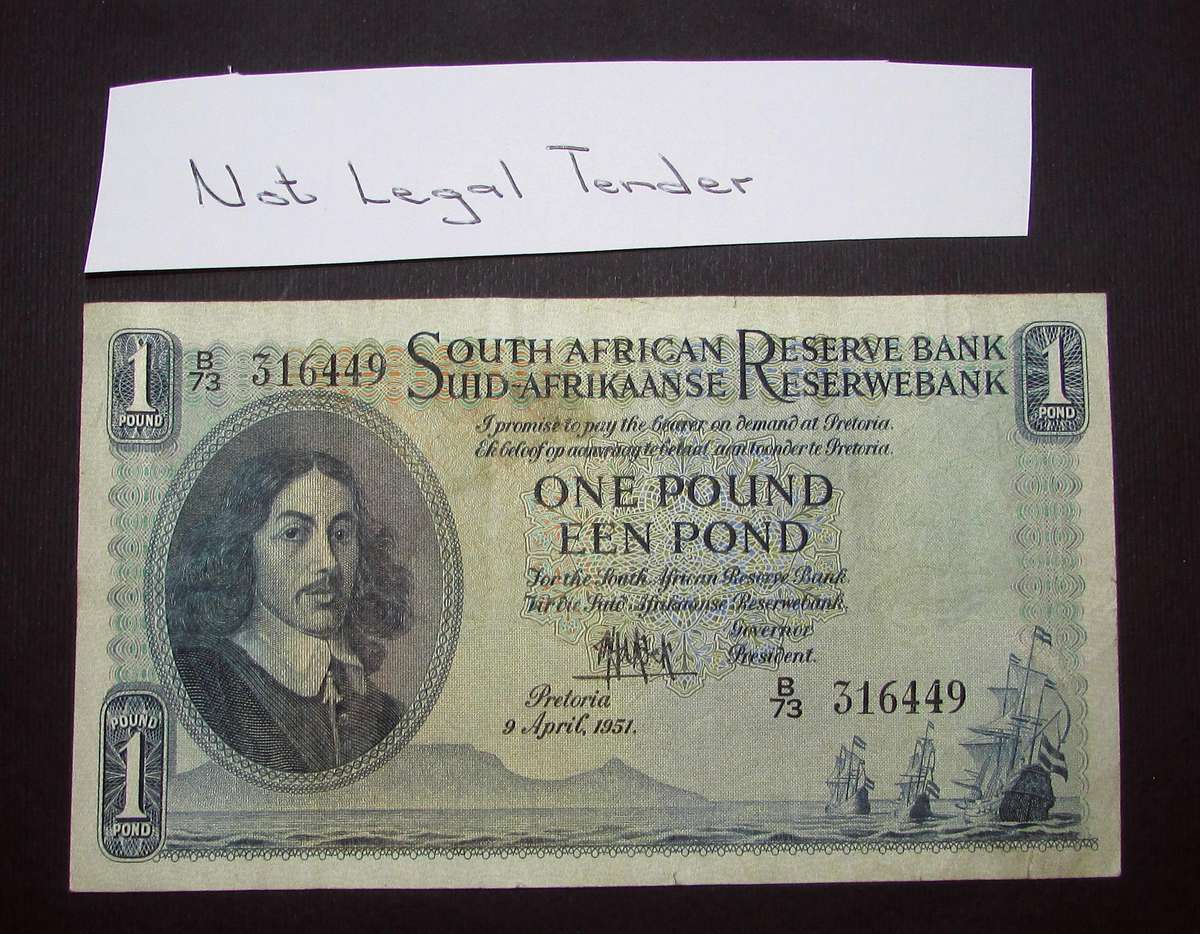 Not Legal Tender
1
POUND
B
73
316449
SOUTH AFRICAN RESERVE BANK
SUID-AFRIKAANSE RESERWEBANK
1
POND
I promise to pay the bearer on demand at Pretoria.
Ek beloof op aanvraag te betaal aan toonder te Pretoria.
ONE POUND
EEN POND
For the South African Reserve Bank
Vir die Suid-Afrikaanse Reserwebank,
Governor
President.
Pretoria
9 April, 1951.
B
73
316449
POUND
1
POND